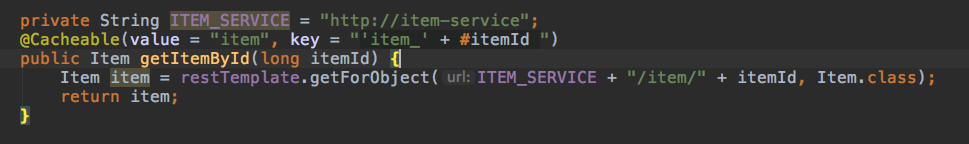 private String ITEM_SERVICE = "http://item-service";
@Cacheable(value = "item", key = "'item_' + #itemId ")
public Item getItemById(long itemId) {
Item item = restTemplate.getForObject( url: ITEM_SERVICE + "/item/" + itemId, Item.class);
return item;
}